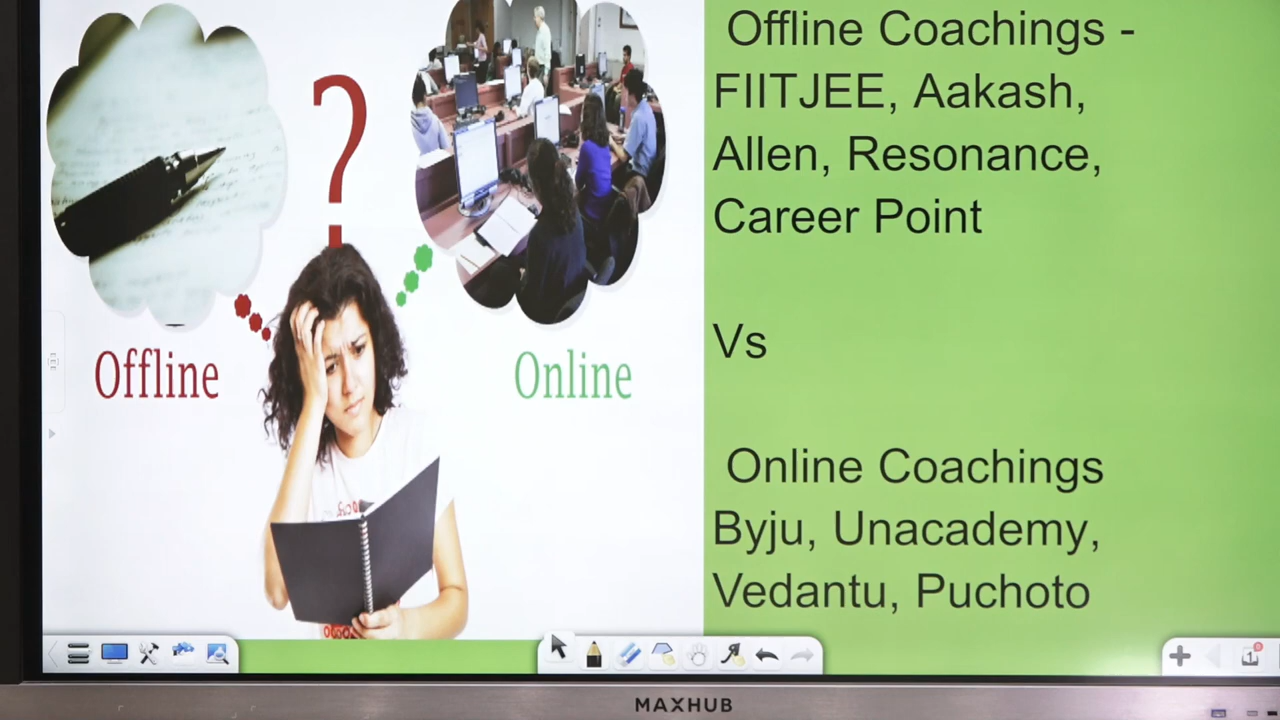 Offline Coachings -
FIITJEE, Aakash,
Allen, Resonance,
Career Point
Vs
Online Coachings
Byju, Unacademy,
Vedantu, Puchoto
?
Offline
Online
MAXHUB